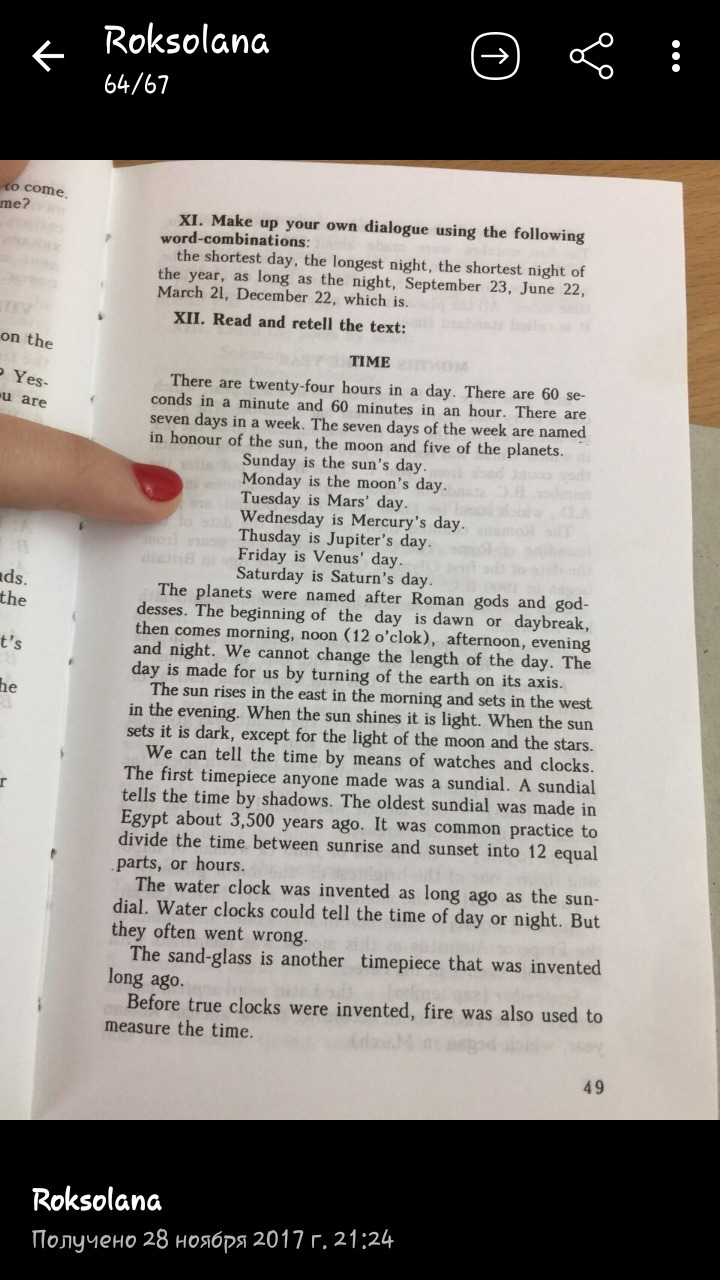 Roksolana
64/67
to come.
me?
on the
? Yes-
u are
ds.
the
t's
he
r
XI. Make up your own dialogue using the following
word-combinations:
the shortest day, the longest night, the shortest night of
the year, as long as the night, September 23, June 22,
March 21, December 22, which is.
XII. Read and retell the text:
TIME
There are twenty-four hours in a day. There are 60 se-
conds in a minute and 60 minutes in an hour. There are
seven days in a week. The seven days of the week are named
in honour of the sun, the moon and five of the planets.
Sunday is the sun's day.
Monday is the moon's day.
Tuesday is Mars' day.
Wednesday is Mercury's day.
Thusday is Jupiter's day.
Friday is Venus' day.
Saturday is Saturn's day.
The planets were named after Roman gods and god-
desses. The beginning of the day is dawn or daybreak,
then comes morning, noon (12 o'clok), afternoon, evening
and night. We cannot change the length of the day. The
day is made for us by turning of the earth on its axis.
The sun rises in the east in the morning and sets in the west
in the evening. When the sun shines it is light. When the sun
sets it is dark, except for the light of the moon and the stars.
We can tell the time by means of watches and clocks.
The first timepiece anyone made was a sundial. A sundial
tells the time by shadows. The oldest sundial was made in
Egypt about 3,500 years ago. It was common practice to
divide the time between sunrise and sunset into 12 equal
parts, or hours.
The water clock was invented as long ago as the sun-
dial. Water clocks could tell the time of day or night. But
they often went wrong.
The sand-glass is another timepiece that was invented
long ago.
Before true clocks were invented, fire was also used to
measure the time.
49
Roksolana
Получено 28 ноября 2017 г. 21:24